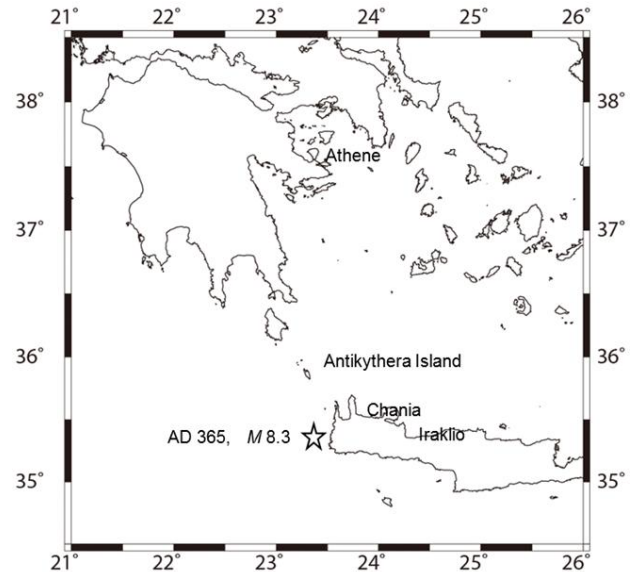 21° 22° 23° 24° 25° 26°
38° 38°
Athene
37° 37°
36° 36°
Antikythera Island
Chania
AD 365, M 8.3 Iraklio
35° 35°
21° 22° 23° 24° 25° 26°